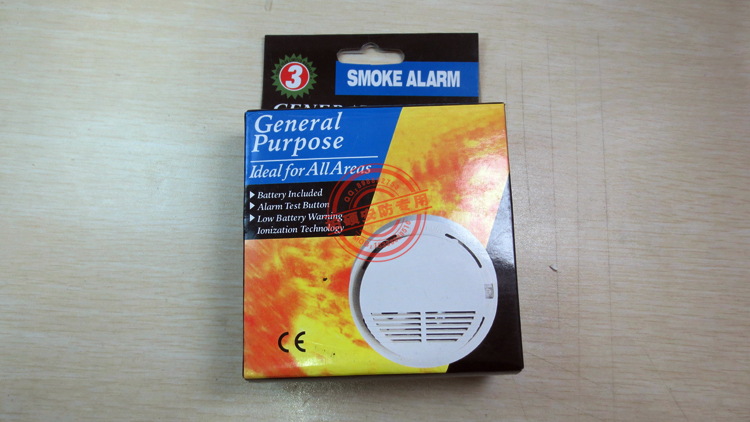 3
SMOKE ALARM
General
Purpose
Ideal for All Areas
Battery Included
Alarm Test Button
Low Battery Warning
Ionization Technology
CE